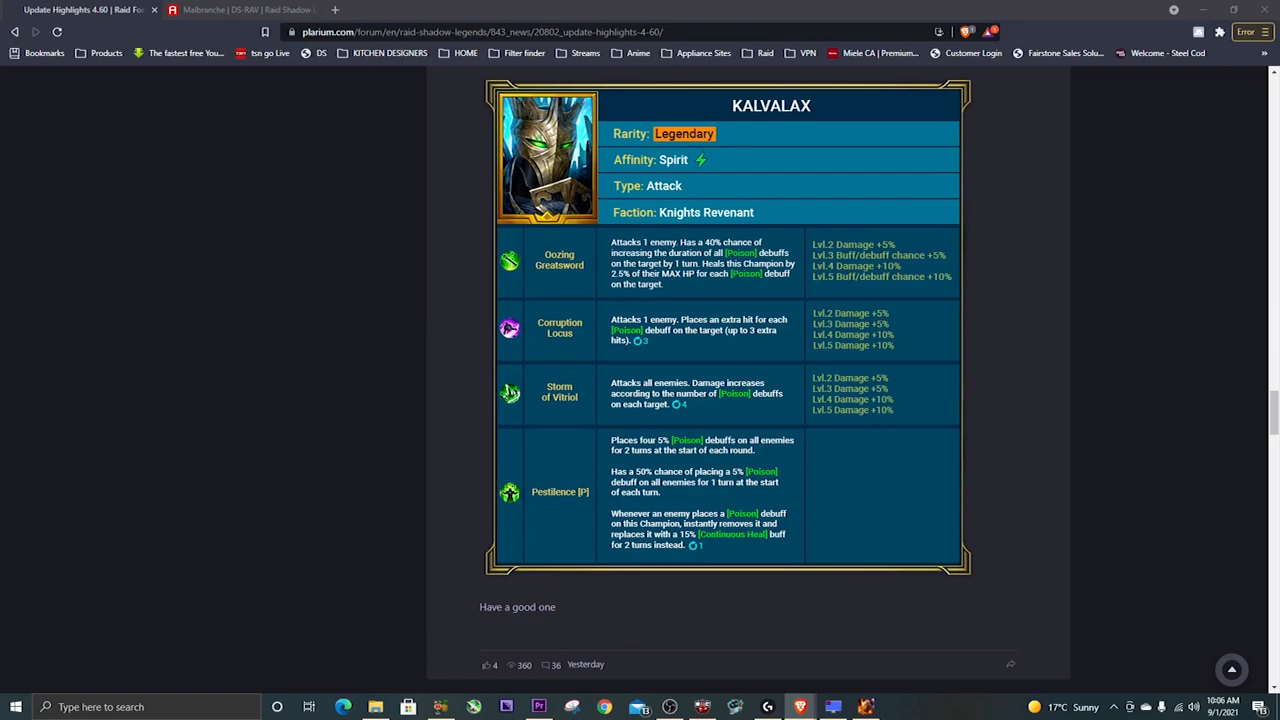 Update Highlights 4.60 | Raid Fo
Malbranche | DS-RAV | Raid Shadow L
plarium.com/forum/en/raid-shadow-legends/843_news/20802_update-highlights-4-60/
Error
Bookmarks
Products
The fastest free You...
tsn go Live
DS
KITCHEN DESIGNERS
HOME
Filter finder
Streams
Anime
Appliance Sites
Raid
VPN
Miele CA | Premium...
Customer Login
Fairstone Sales Solu...
Welcome - Steel Cod
KALVALAX
Rarity: Legendary
Affinity: Spirit
Type: Attack
Faction: Knights Revenant
Oozing
Greatsword
Attacks 1 enemy. Has a 40% chance of
increasing the duration of all [Poison] debuffs
on the target by 1 turn. Heals this Champion by
2.5% of their MAX HP for each [Poison] debuff
on the target.
Lvl.2 Damage +5%
Lvl.3 Buff/debuff chance +5%
Lvl.4 Damage +10%
Lvl.5 Buff/debuff chance +10%
Corruption
Locus
Attacks 1 enemy. Places an extra hit for each
[Poison] debuff on the target (up to 3 extra
hits). 3
Lvl.2 Damage +5%
Lvl.3 Damage +5%
Lvl.4 Damage +10%
Lvl.5 Damage +10%
Storm
of Vitriol
Attacks all enemies. Damage increases
according to the number of [Poison] debuffs
on each target. 4
Lvl.2 Damage +5%
Lvl.3 Damage +5%
Lvl.4 Damage +10%
Lvl.5 Damage +10%
Pestilence [P]
Places four 5% [Poison] debuffs on all enemies
for 2 turns at the start of each round.
Has a 50% chance of placing a 5% [Poison]
debuff on all enemies for 1 turn at the start
of each turn.
Whenever an enemy places a [Poison] debuff
on this Champion, instantly removes it and
replaces it with a 15% [Continuous Heal] buff
for 2 turns instead. 1
Have a good one
4 360 36 Yesterday
Type here to search
17°C Sunny
10:06 AM
9/1/2021